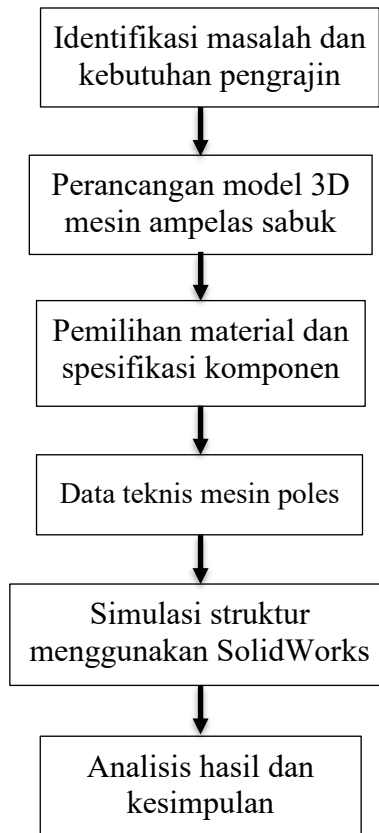 Identifikasi masalah dan
kebutuhan pengrajin
Perancangan model 3D
mesin ampelas sabuk
Pemilihan material dan
spesifikasi komponen
Data teknis mesin poles
Simulasi struktur
menggunakan SolidWorks
Analisis hasil dan
kesimpulan